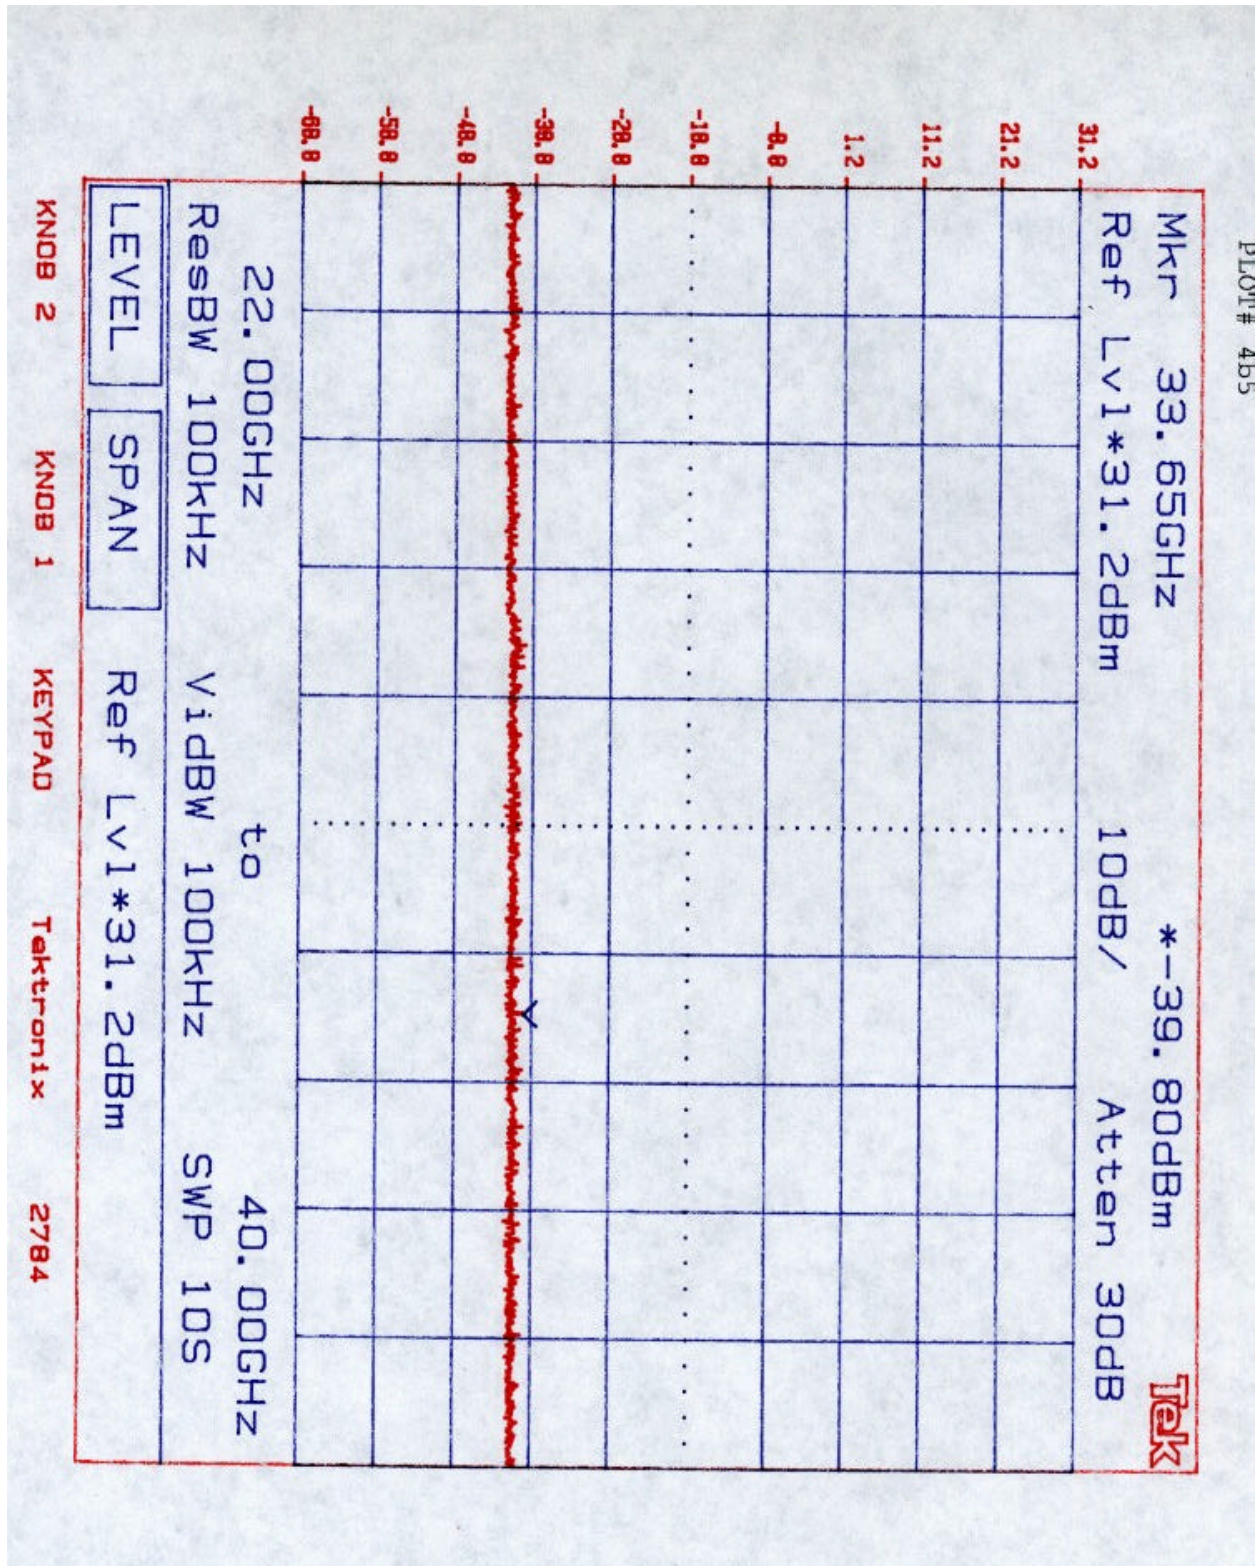 PLOT# 4b5
Mkr 33.65GHz *-39.80dBm Tek
Ref Lvl*31.2dBm 10dB/ Atten 30dB
31.2
21.2
11.2
1.2
-8.8
-18.8
-28.8
-38.8
-48.8
-58.8
-68.8
22.00GHz to 40.00GHz
ResBW 100kHz VidBW 100kHz SWP 10S
LEVEL SPAN Ref Lvl*31.2dBm
KNOB 2 KNOB 1 KEYPAD Tektronix 2784